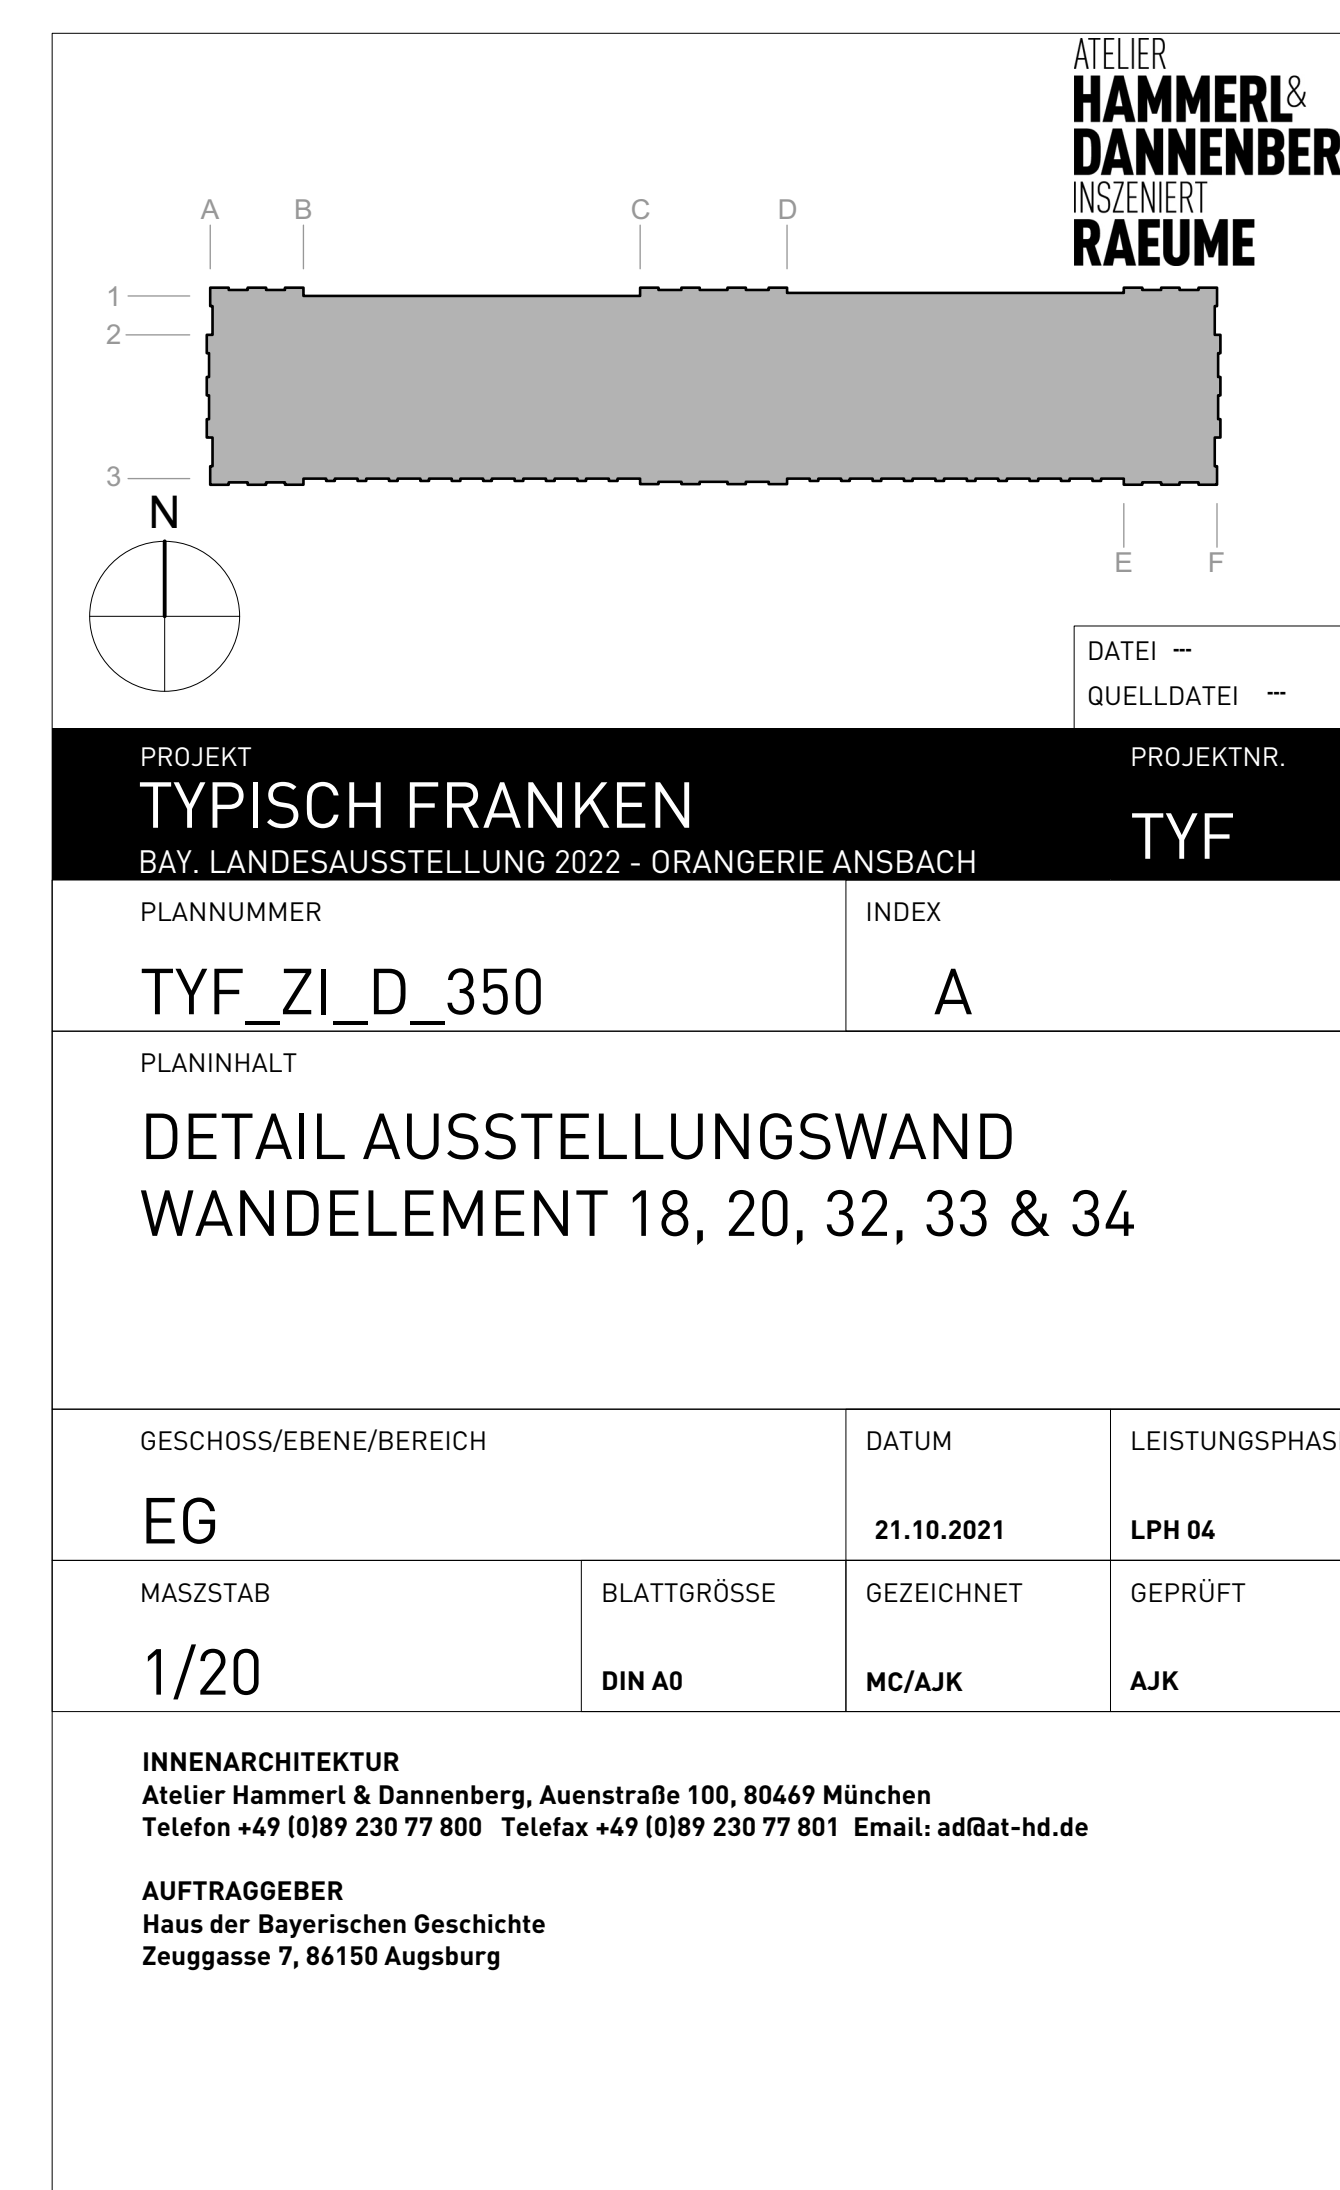 ATELIER
HAMMERL&
DANNENBER
INSZENIERT
RAEUME
A B C D
1
2
3
N
E F
DATEI ---
QUELLDATEI ---
PROJEKT
TYPISCH FRANKEN
BAY. LANDESAUSSTELLUNG 2022 - ORANGERIE ANSBACH
PROJEKTNR.
TYF
PLANNUMMER
TYF_ZI_D_350
INDEX
A
PLANINHALT
DETAIL AUSSTELLUNGSWAND
WANDELEMENT 18, 20, 32, 33 & 34
GESCHOSS/EBENE/BEREICH
EG
DATUM
21.10.2021
LEISTUNGSPHAS
LPH 04
MASZSTAB
1/20
BLATTGRÖSSE
DIN A0
GEZEICHNET
MC/AJK
GEPRÜFT
AJK
INNENARCHITEKTUR
Atelier Hammerl & Dannenberg, Auenstraße 100, 80469 München
Telefon +49 (0)89 230 77 800 Telefax +49 (0)89 230 77 801 Email: ad@at-hd.de
AUFTRAGGEBER
Haus der Bayerischen Geschichte
Zeuggasse 7, 86150 Augsburg